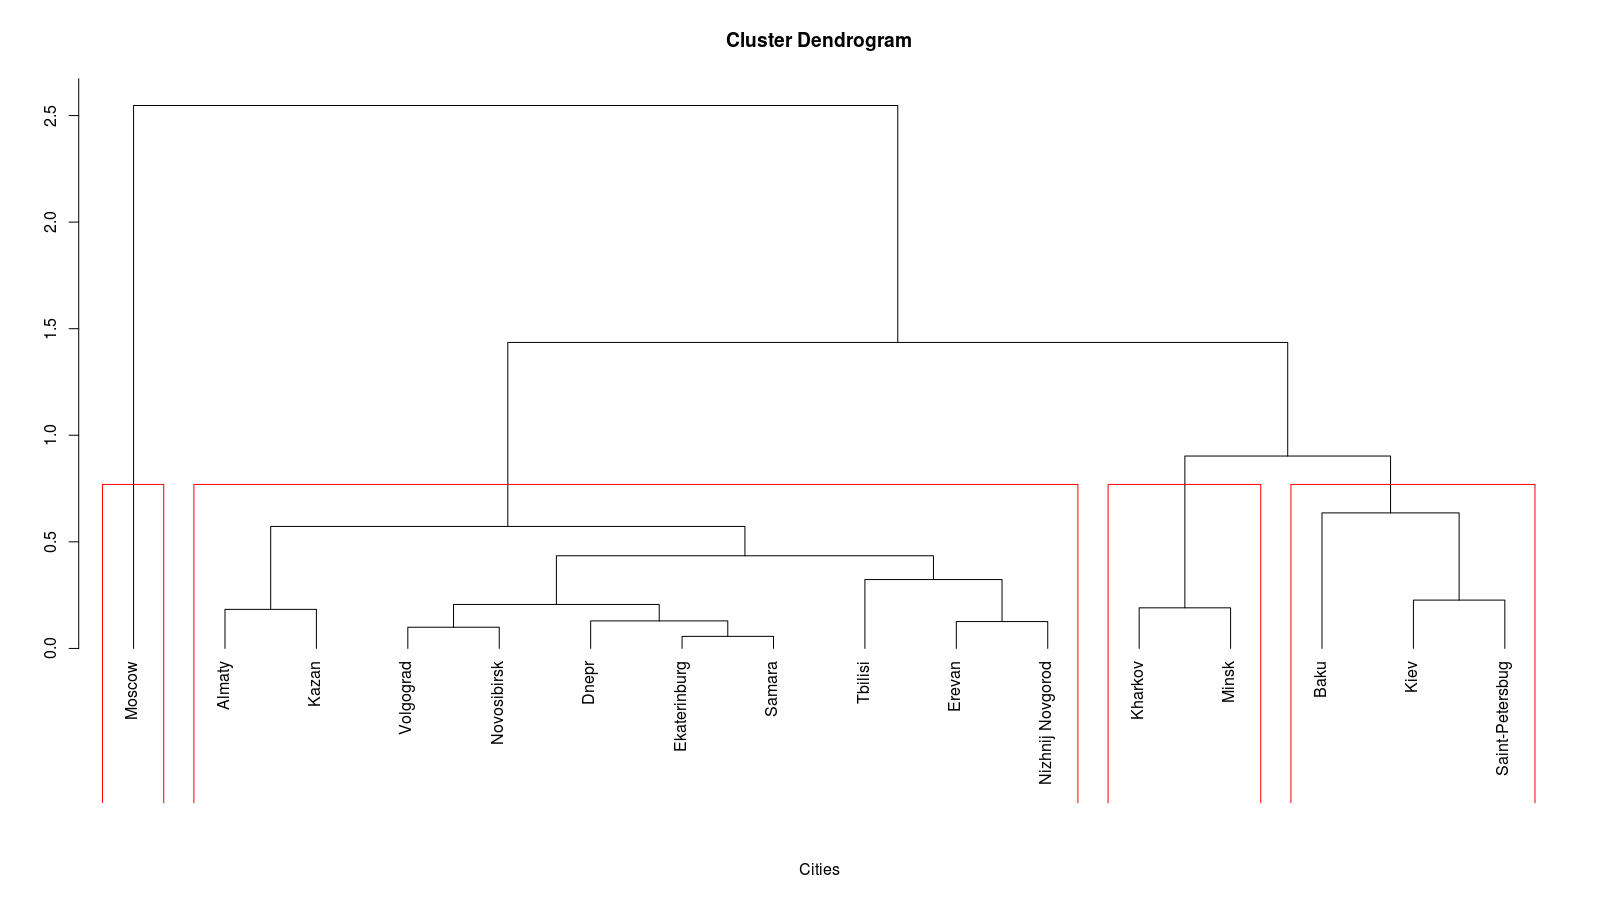 Cluster Dendrogram
2.5
2.0
1.5
1.0
0.5
0.0
Moscow
Almaty
Kazan
Volgograd
Novosibirsk
Dnepr
Ekaterinburg
Samara
Tbilisi
Erevan
Nizhnij Novgorod
Kharkov
Minsk
Baku
Kiev
Saint-Petersbug
Cities